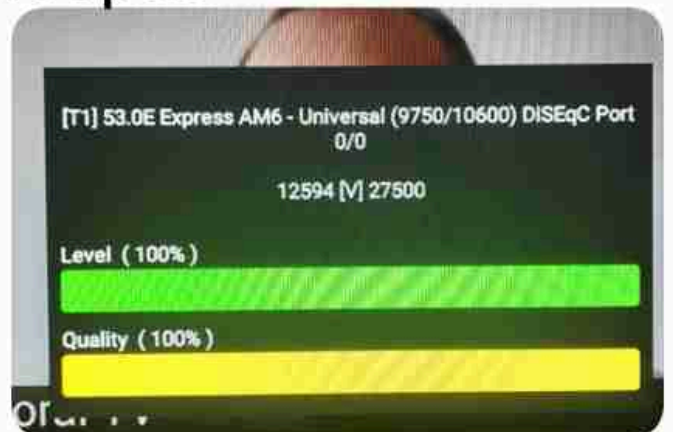 [T1] 53.0E Express AM6 - Universal (9750/10600) DISEqC Port
0/0
12594 [V] 27500
Level ( 100% )
Quality ( 100% )